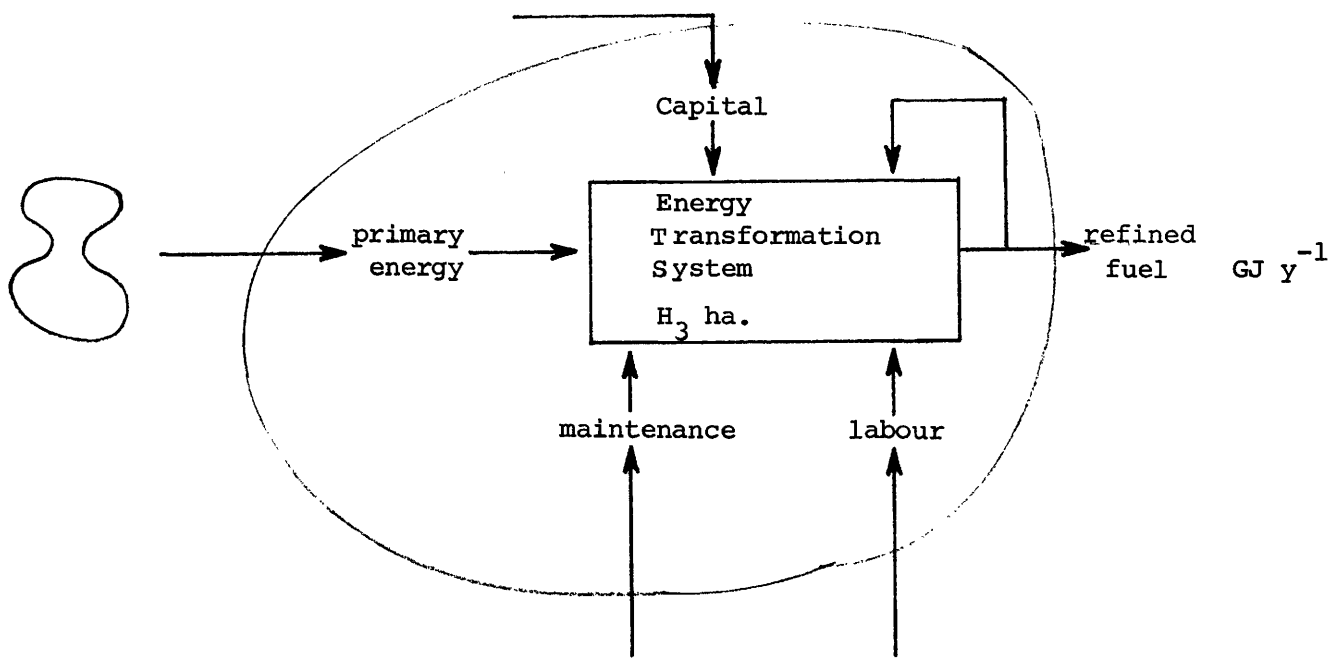 Capital
Energy
Transformation
System
H₃ ha.
primary
energy
refined
fuel GJ y⁻¹
maintenance labour